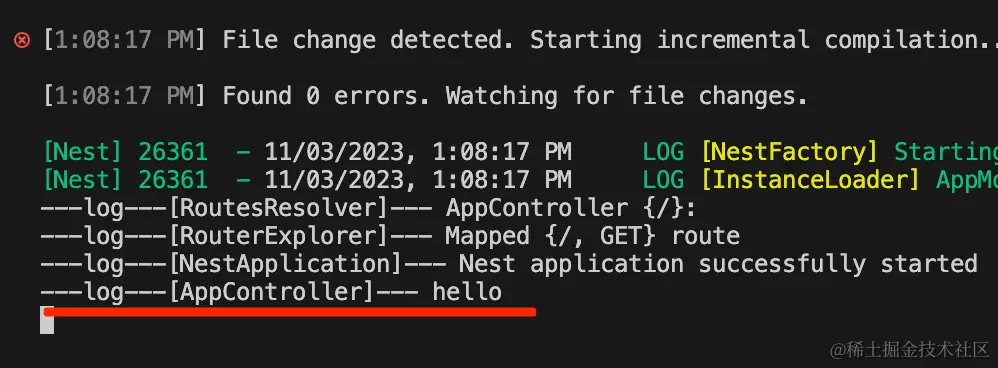 [1:08:17 PM] File change detected. Starting incremental compilation..
[1:08:17 PM] Found 0 errors. Watching for file changes.
[Nest] 26361  - 11/03/2023, 1:08:17 PM     LOG [NestFactory] Starting
[Nest] 26361  - 11/03/2023, 1:08:17 PM     LOG [InstanceLoader] AppMo
---log---[RoutesResolver]--- AppController {/}:
---log---[RouterExplorer]--- Mapped {/, GET} route
---log---[NestApplication]--- Nest application successfully started
---log---[AppController]--- hello
@稀土掘金技术社区